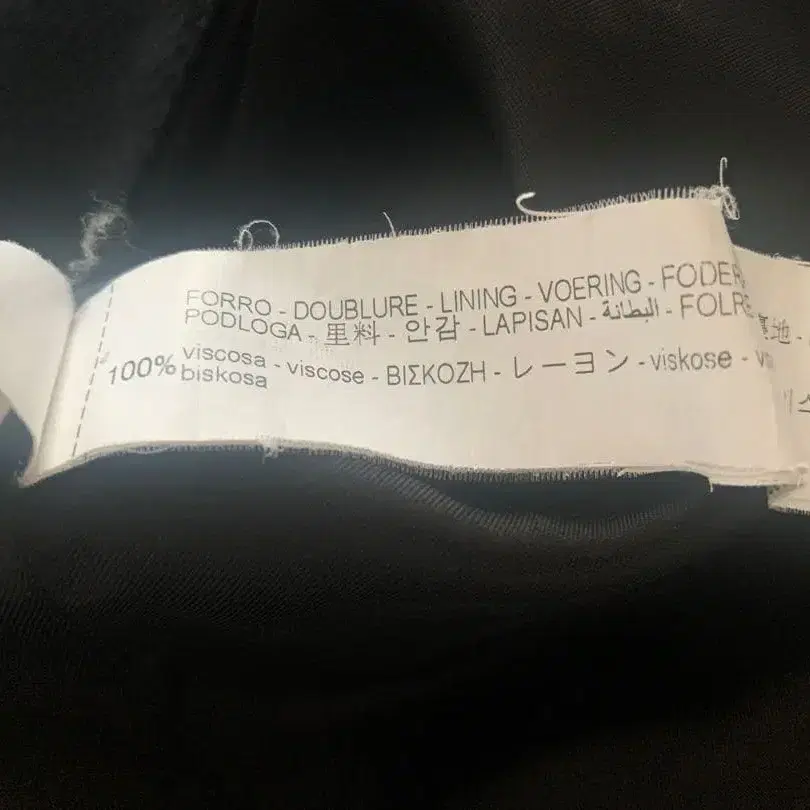 FORRO - DOUBLURE - LINING - VOERING - FODER
PODLOGA - 里料 - 안감 - LAPISAN - البطانة - FOLRE
100% viscosa - viscose - ΒΙΣΚΟΖΗ - レーヨン - viskose -
biskosa
地 -